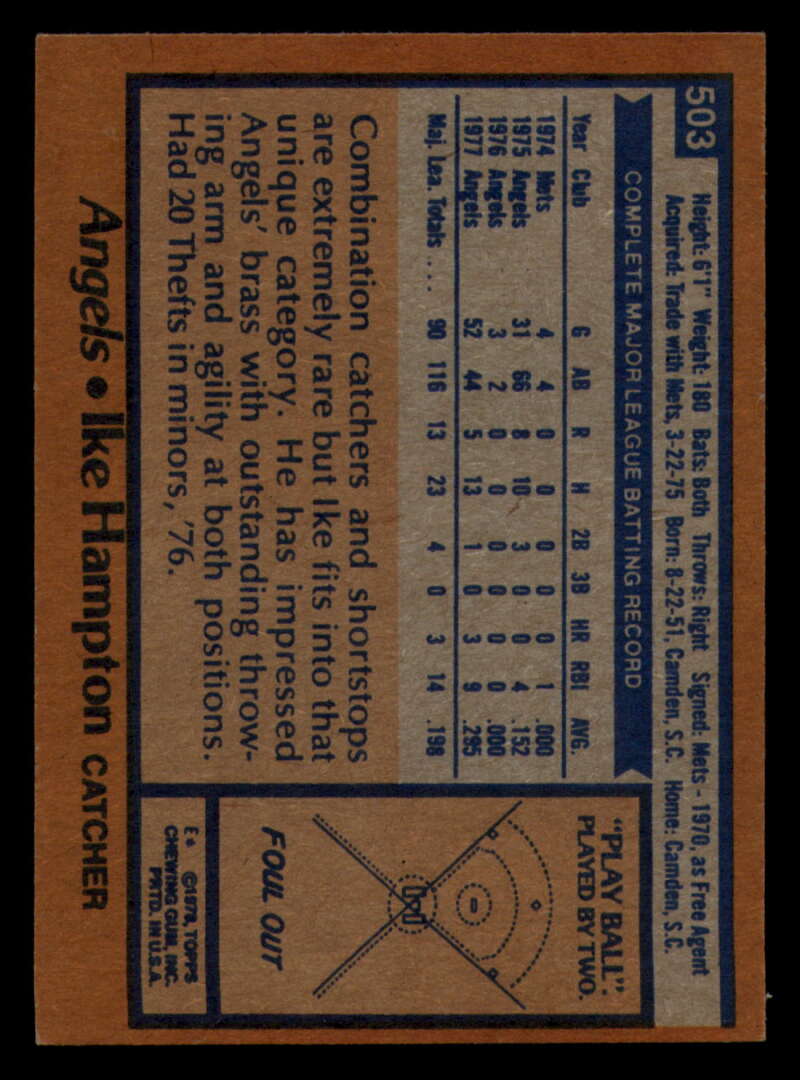 503
Height: 6'1" Weight: 180 Bats: Both Throws: Right Signed: Mets - 1970, as Free Agent
Acquired: Trade with Mets, 3-22-75 Born: 8-22-51, Camden, S.C. Home: Camden, S.C.
COMPLETE MAJOR LEAGUE BATTING RECORD
Year Club G AB R H 2B 3B HR RBI AVG.
1974 Mets 4 4 0 0 0 0 0 1 .000
1975 Angels 31 66 8 10 3 0 0 4 .152
1976 Angels 3 2 0 0 0 0 0 0 .000
1977 Angels 52 44 5 13 1 0 3 9 .295
Maj. Lea. Totals ... 90 116 13 23 4 0 3 14 .198
Combination catchers and shortstops
are extremely rare but Ike fits into that
unique category. He has impressed
Angels' brass with outstanding throw-
ing arm and agility at both positions.
Had 20 Thefts in minors, '76.
"PLAY BALL":
PLAYED BY TWO.
FOUL OUT
E* ©1978, TOPPS
CHEWING GUM, INC.
PRTD. IN U.S.A.
Angels • Ike Hampton CATCHER